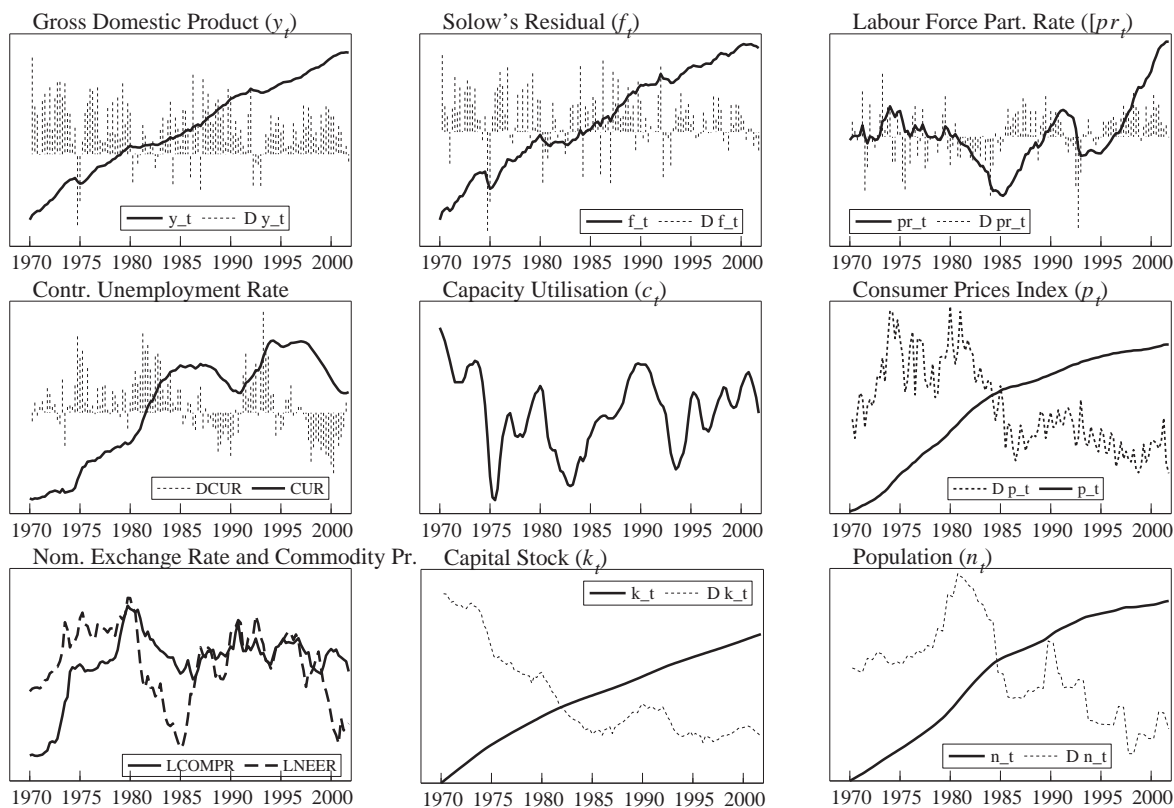 Gross Domestic Product (y_t)
y_t D y_t
1970 1975 1980 1985 1990 1995 2000
Solow's Residual (f_t)
f_t D f_t
1970 1975 1980 1985 1990 1995 2000
Labour Force Part. Rate ([pr_t)
pr_t D pr_t
1970 1975 1980 1985 1990 1995 2000
Contr. Unemployment Rate
DCUR CUR
1970 1975 1980 1985 1990 1995 2000
Capacity Utilisation (c_t)
1970 1975 1980 1985 1990 1995 2000
Consumer Prices Index (p_t)
D p_t p_t
1970 1975 1980 1985 1990 1995 2000
Nom. Exchange Rate and Commodity Pr.
LCOMPR LNEER
1970 1975 1980 1985 1990 1995 2000
Capital Stock (k_t)
k_t D k_t
1970 1975 1980 1985 1990 1995 2000
Population (n_t)
n_t D n_t
1970 1975 1980 1985 1990 1995 2000